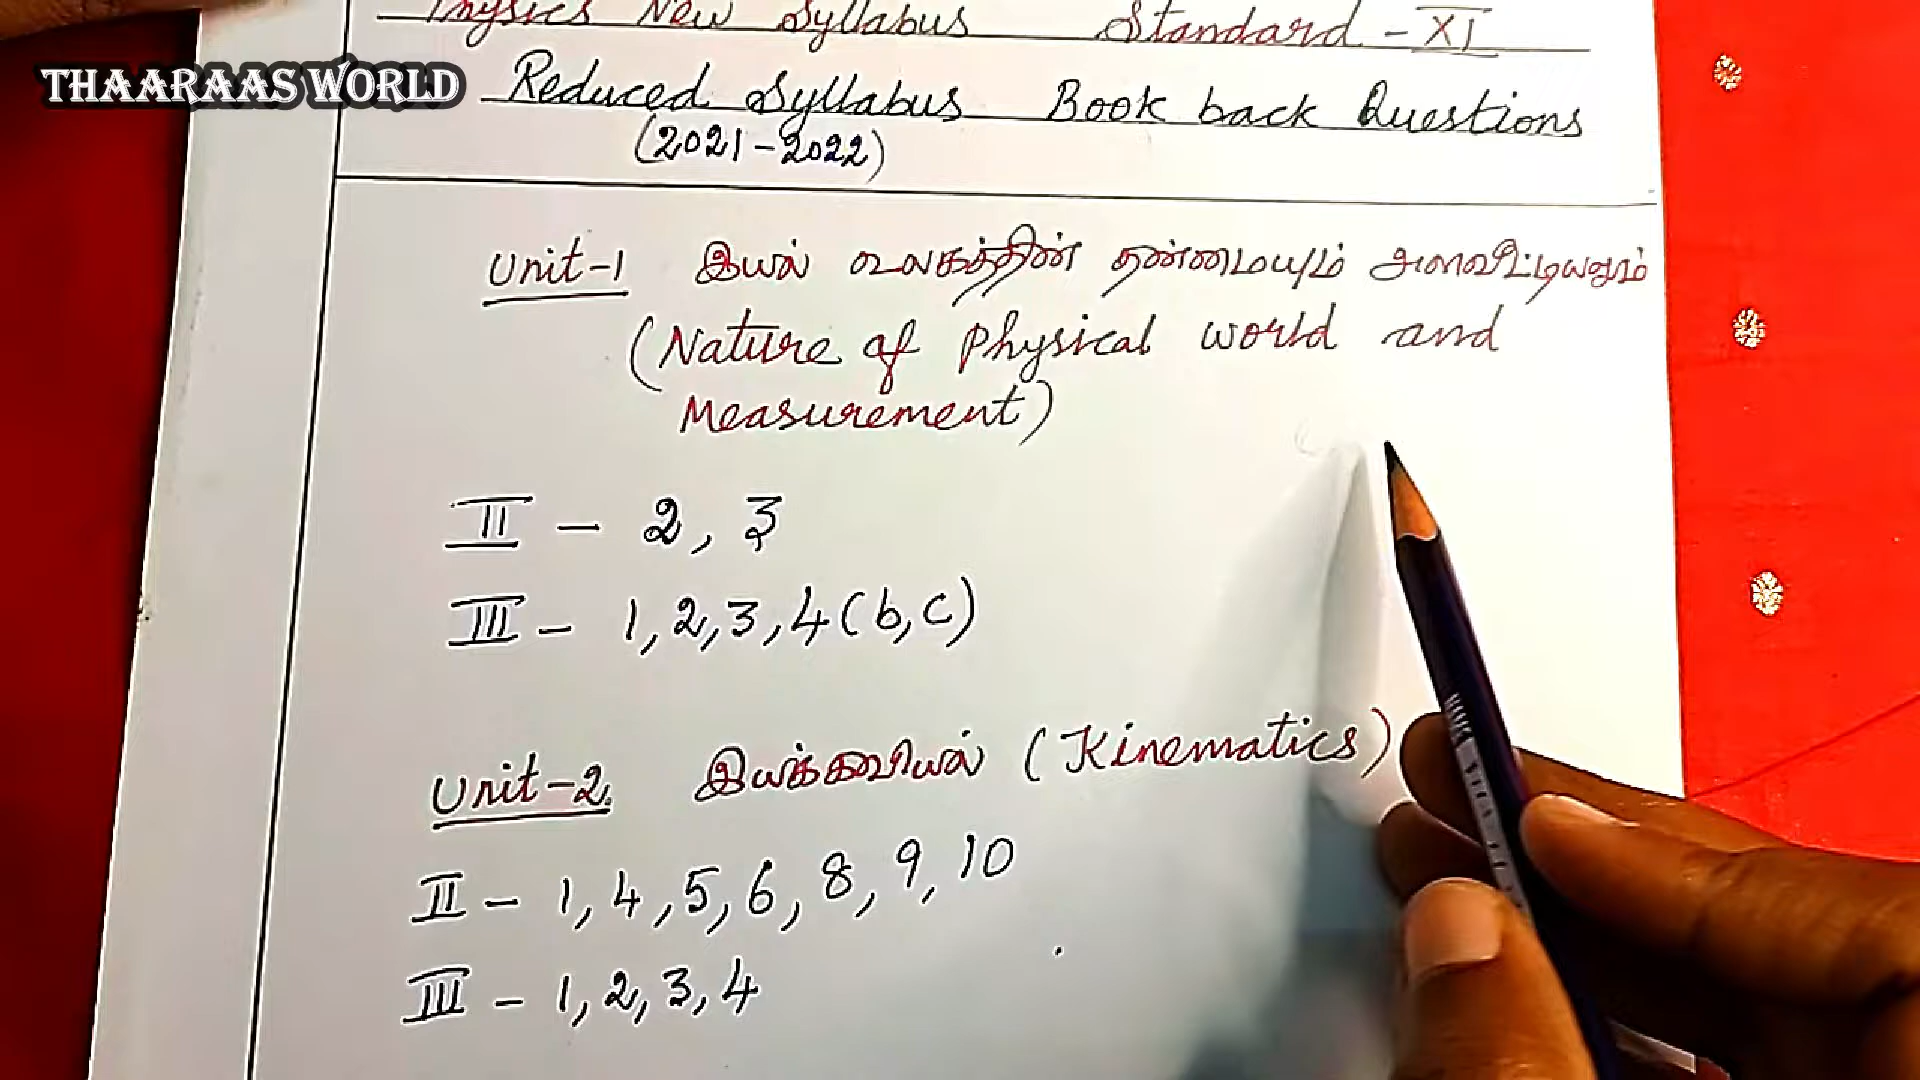 Physics New Syllabus Standard - XI
THAARAAS WORLD
Reduced Syllabus Book back Questions
(2021-2022)
Unit-1 இயல் உலகத்தின் தன்மையும் அளவீட்டியலும்
(Nature of physical world and
Measurement)
II - 2, 3
III - 1, 2, 3, 4 (b, c)
Unit-2. இயக்கவியல் (Kinematics)
II - 1, 4, 5, 6, 8, 9, 10
III - 1, 2, 3, 4